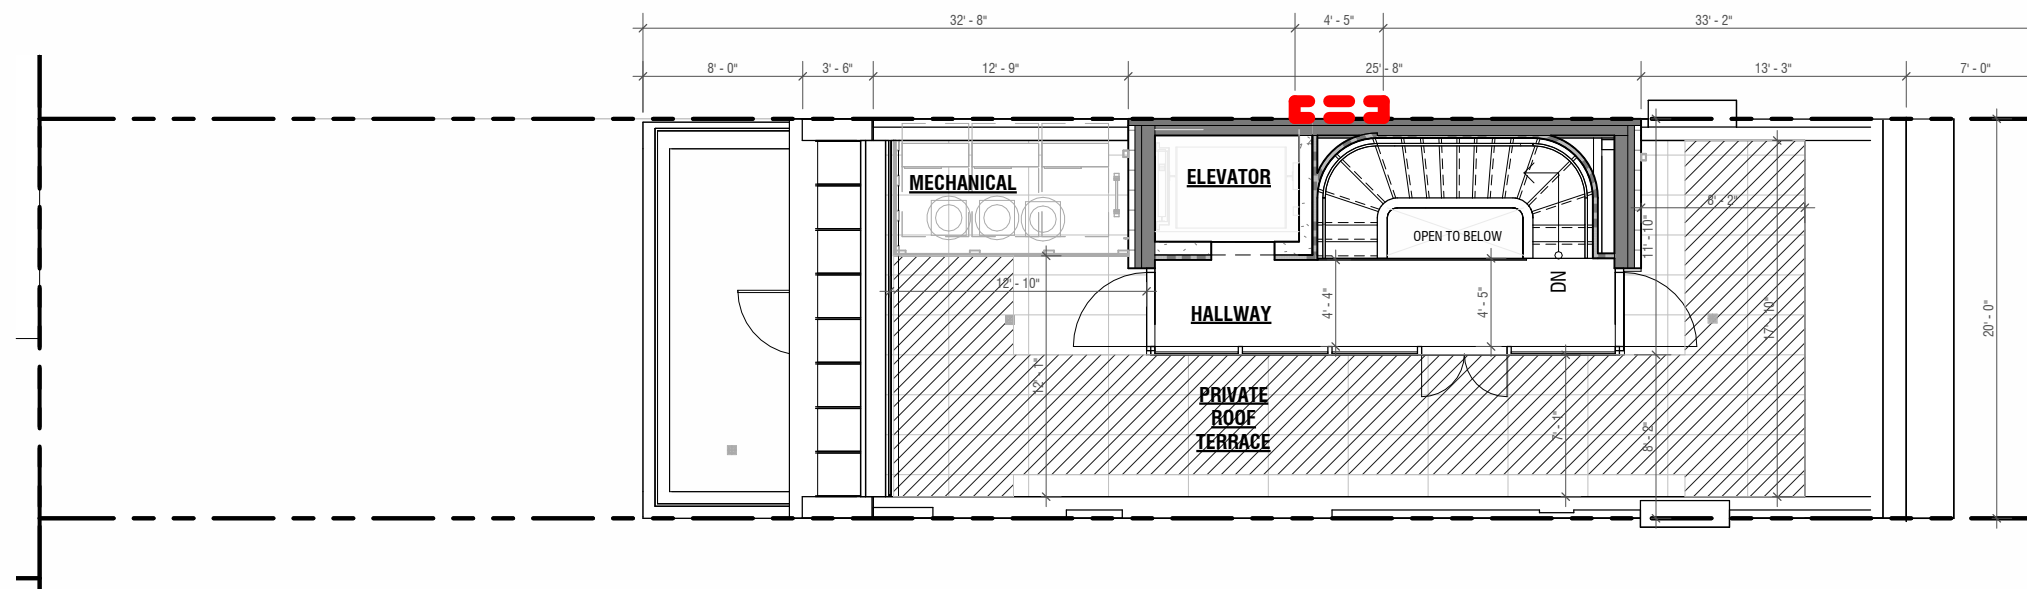 32' - 8"
4' - 5"
33' - 2"
8' - 0"
3' - 6"
12' - 9"
25' - 8"
13' - 3"
7' - 0"
MECHANICAL
ELEVATOR
OPEN TO BELOW
DN
HALLWAY
12' - 10"
4' - 4"
4' - 5"
11' - 10"
8' - 2"
17' - 10"
20' - 0"
12' - 1"
PRIVATE
ROOF
TERRACE
7' - 1"
8' - 2"